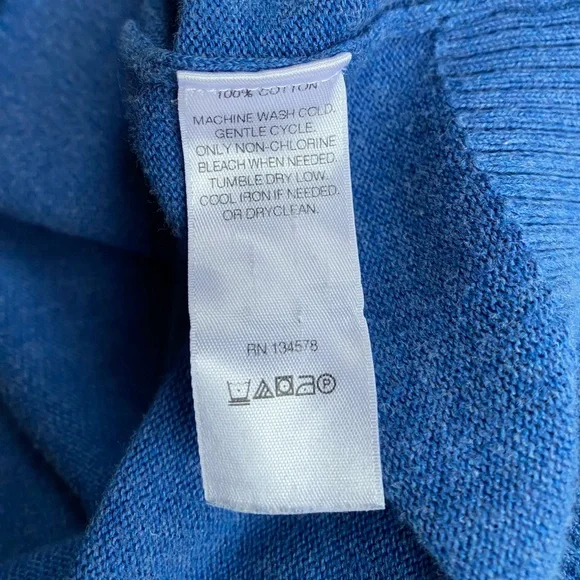 100% COTTON
MACHINE WASH COLD.
GENTLE CYCLE.
ONLY NON-CHLORINE
BLEACH WHEN NEEDED
TUMBLE DRY LOW.
COOL IRON IF NEEDED.
OR DRYCLEAN.
RN 134578
P